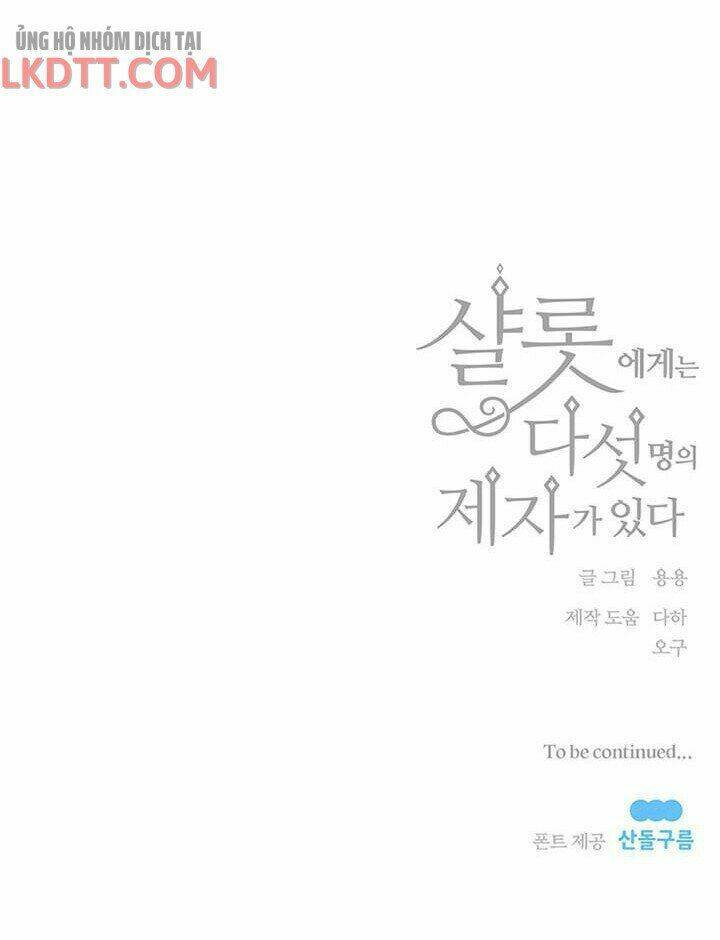 ỦNG HỘ NHÓM DỊCH TẠI
LKDTT.COM
샬롯에게는
다섯 명의
제자가 있다
글 그림 용용
제작 도움 다하
오구
To be continued...
폰트 제공 산돌구름